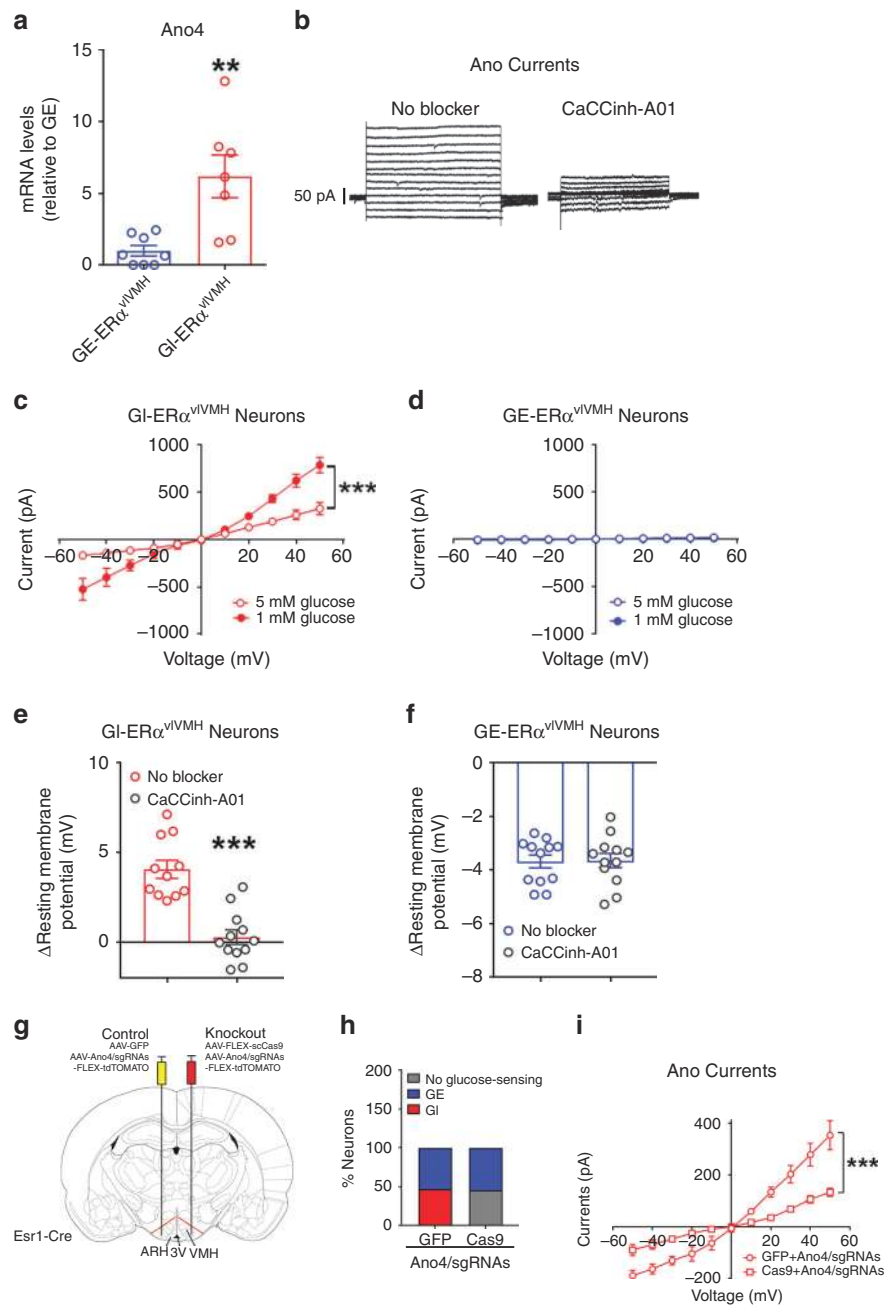 a
Ano4
15
10
5
0
mRNA levels
(relative to GE)
**
GE-ERα^vlVMH
GI-ERα^vlVMH
b
Ano Currents
No blocker
CaCCinh-A01
50 pA
c
GI-ERα^vlVMH Neurons
1000
500
−500
−1000
−60 −40 −20 0 20 40 60
Current (pA)
***
5 mM glucose
1 mM glucose
Voltage (mV)
d
GE-ERα^vlVMH Neurons
1000
500
−500
−1000
−60 −40 −20 0 20 40 60
Current (pA)
5 mM glucose
1 mM glucose
Voltage (mV)
e
GI-ERα^vlVMH Neurons
10
5
0
ΔResting membrane
potential (mV)
No blocker
CaCCinh-A01
***
f
GE-ERα^vlVMH Neurons
0
−2
−4
−6
−8
ΔResting membrane
potential (mV)
No blocker
CaCCinh-A01
g
Control
AAV-GFP
AAV-Ano4/sgRNAs
-FLEX-tdTOMATO
Knockout
AAV-FLEX-scCas9
AAV-Ano4/sgRNAs
-FLEX-tdTOMATO
Esr1-Cre
ARH 3V VMH
h
200
150
100
50
0
% Neurons
No glucose-sensing
GE
GI
GFP Cas9
Ano4/sgRNAs
i
Ano Currents
400
200
−200
−60 −40 −20 0 20 40 60
Currents (pA)
***
GFP+Ano4/sgRNAs
Cas9+Ano4/sgRNAs
Voltage (mV)